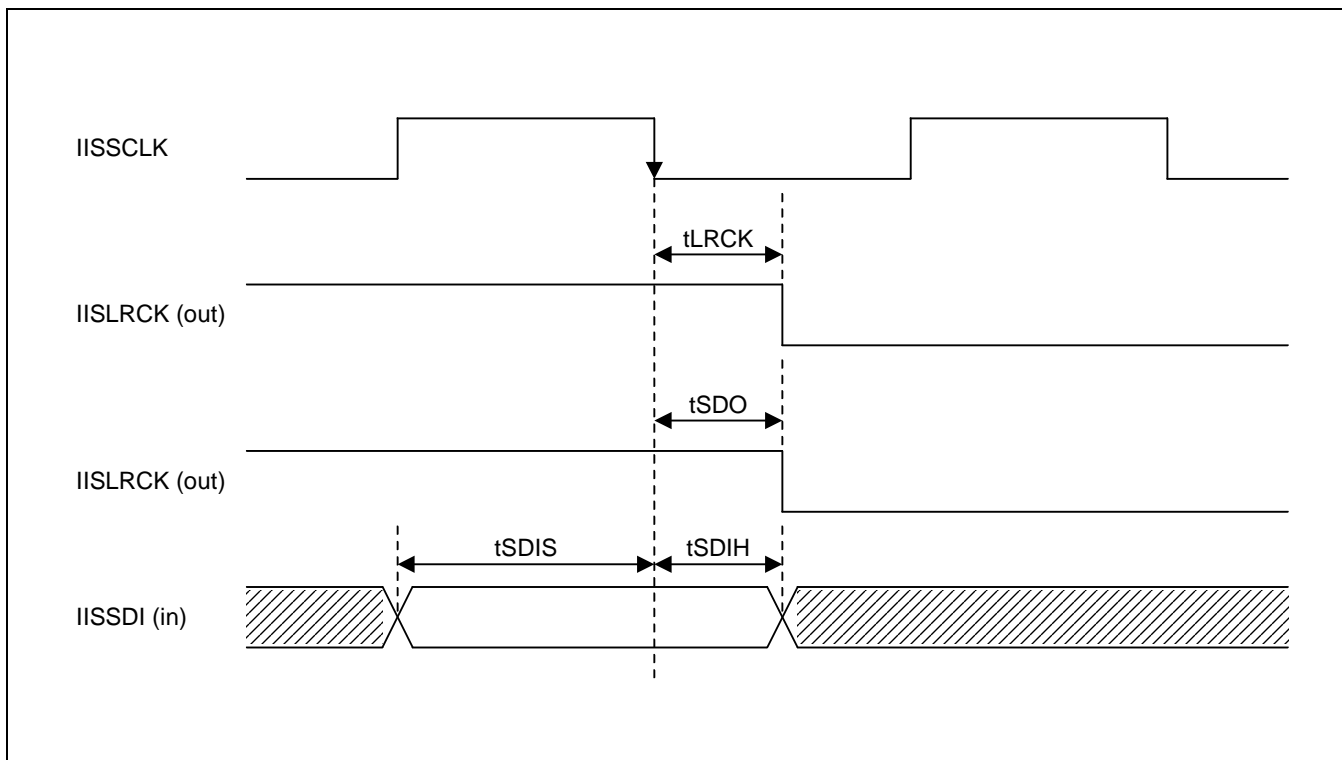 IISSCLK
tLRCK
IISLRCK (out)
tSDO
IISLRCK (out)
tSDIS
tSDIH
IISSDI (in)